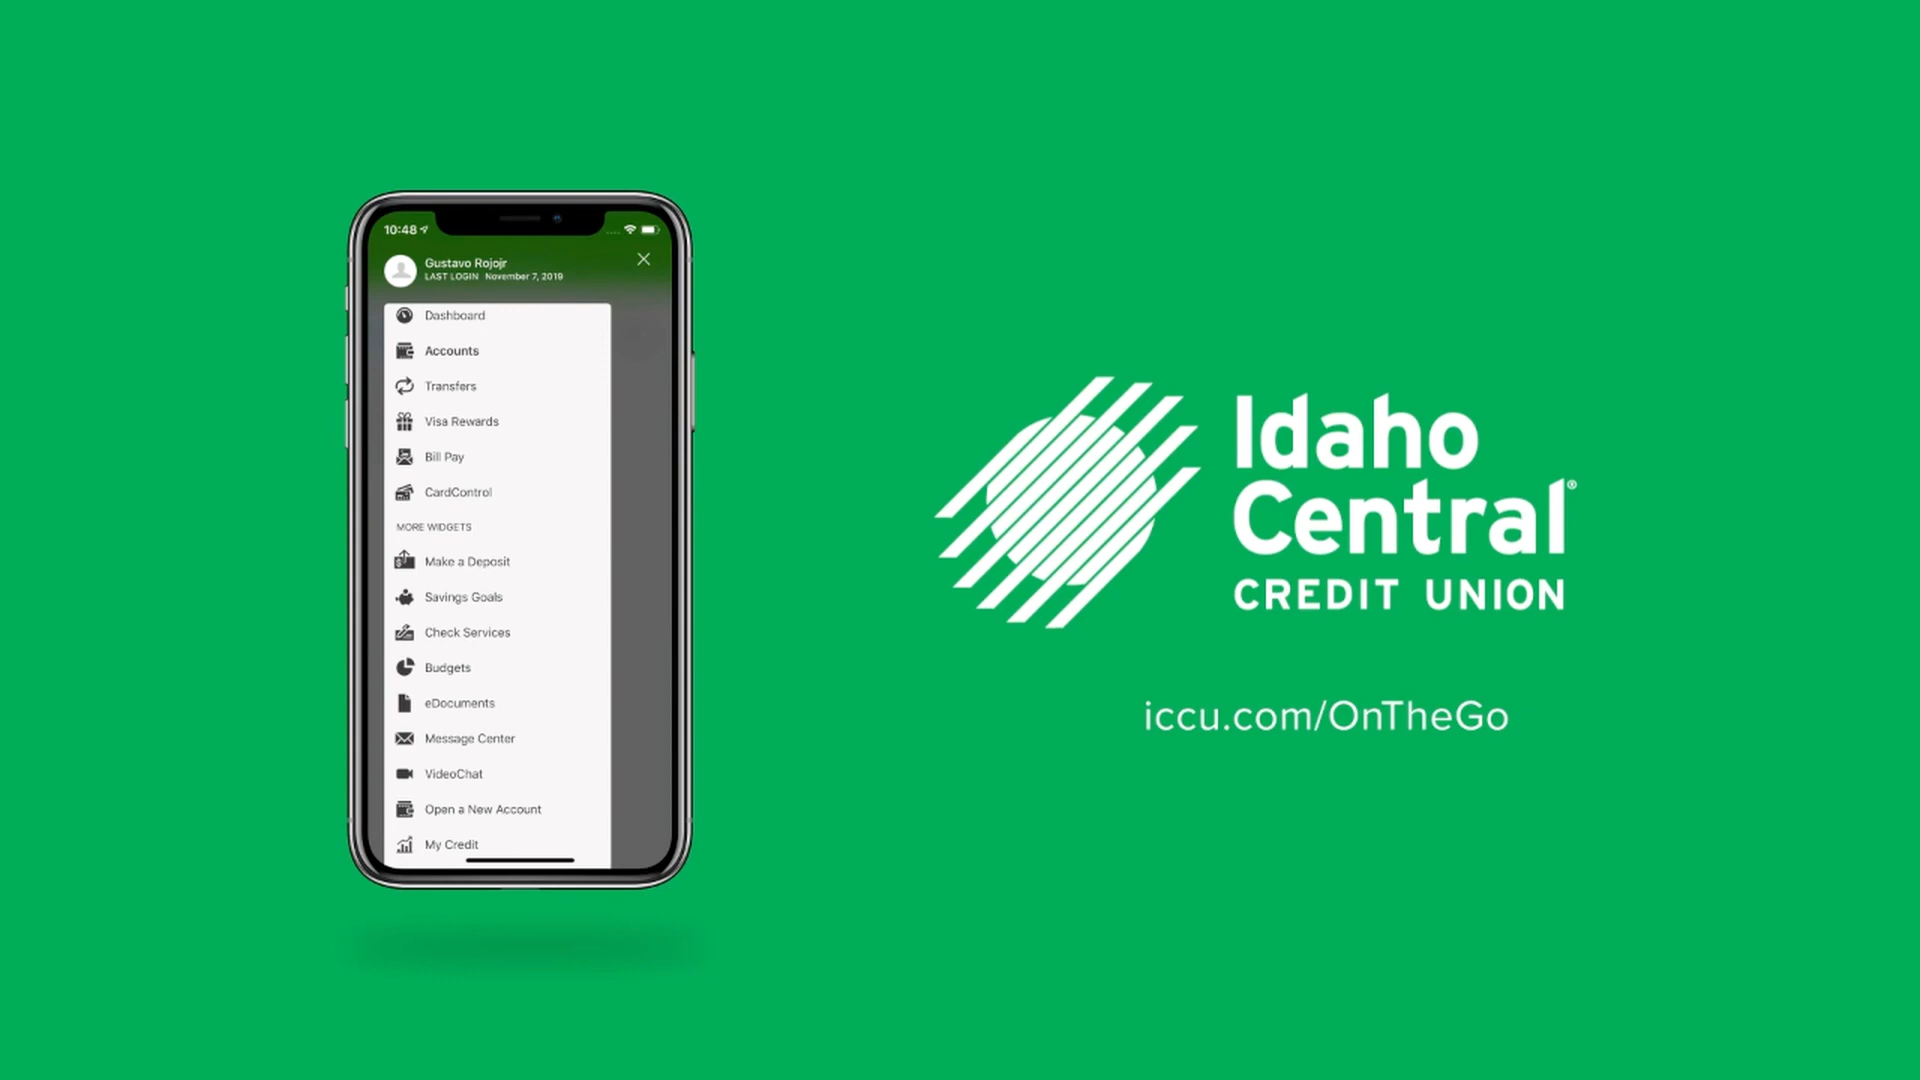 10:48
Gustavo Rojojr
LAST LOGIN November 7, 2019
Dashboard
Accounts
Transfers
Visa Rewards
Bill Pay
CardControl
MORE WIDGETS
Make a Deposit
Savings Goals
Check Services
Budgets
eDocuments
Message Center
VideoChat
Open a New Account
My Credit
Idaho
Central®
CREDIT UNION
iccu.com/OnTheGo